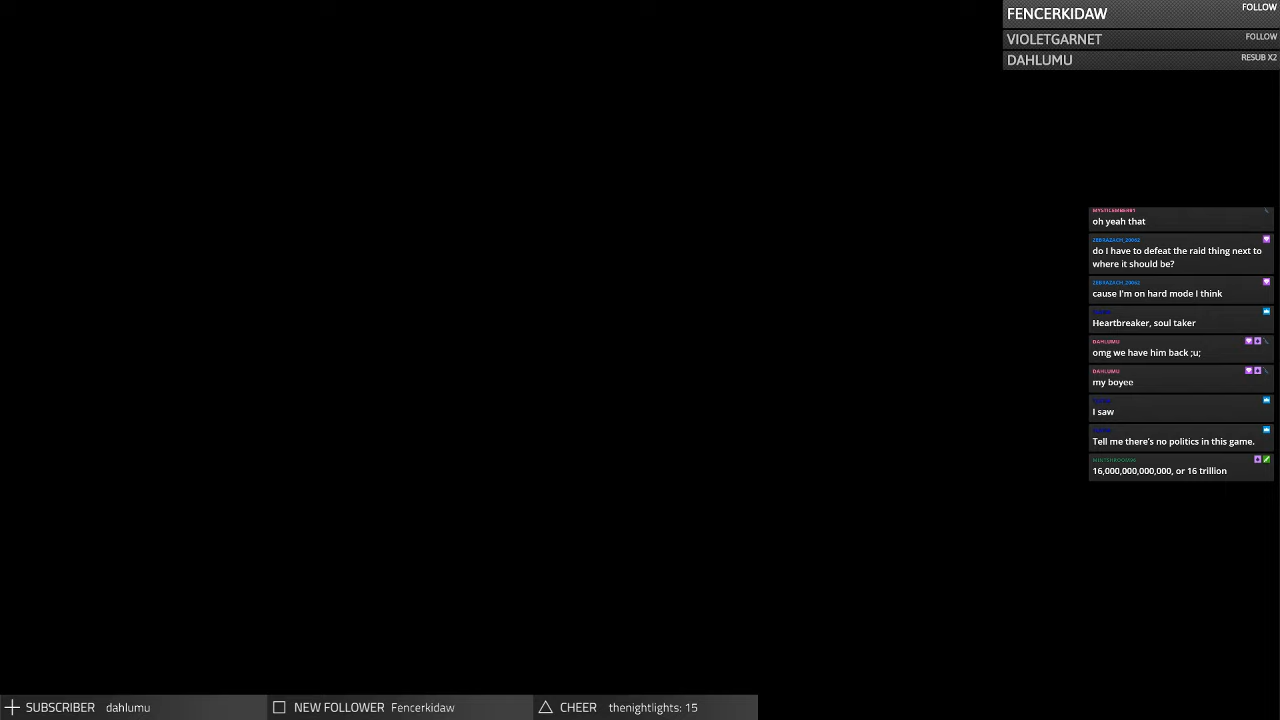 FENCERKIDAW FOLLOW
VIOLETGARNET FOLLOW
DAHLUMU RESUB X2
oh yeah that
ZEBRAZACH_20062
do I have to defeat the raid thing next to
where it should be?
ZEBRAZACH_20062
cause I'm on hard mode I think
Heartbreaker, soul taker
DAHLUMU
omg we have him back ;u;
DAHLUMU
my boyee
I saw
Tell me there's no politics in this game.
16,000,000,000,000, or 16 trillion
SUBSCRIBER dahlumu NEW FOLLOWER Fencerkidaw CHEER thenightlights: 15